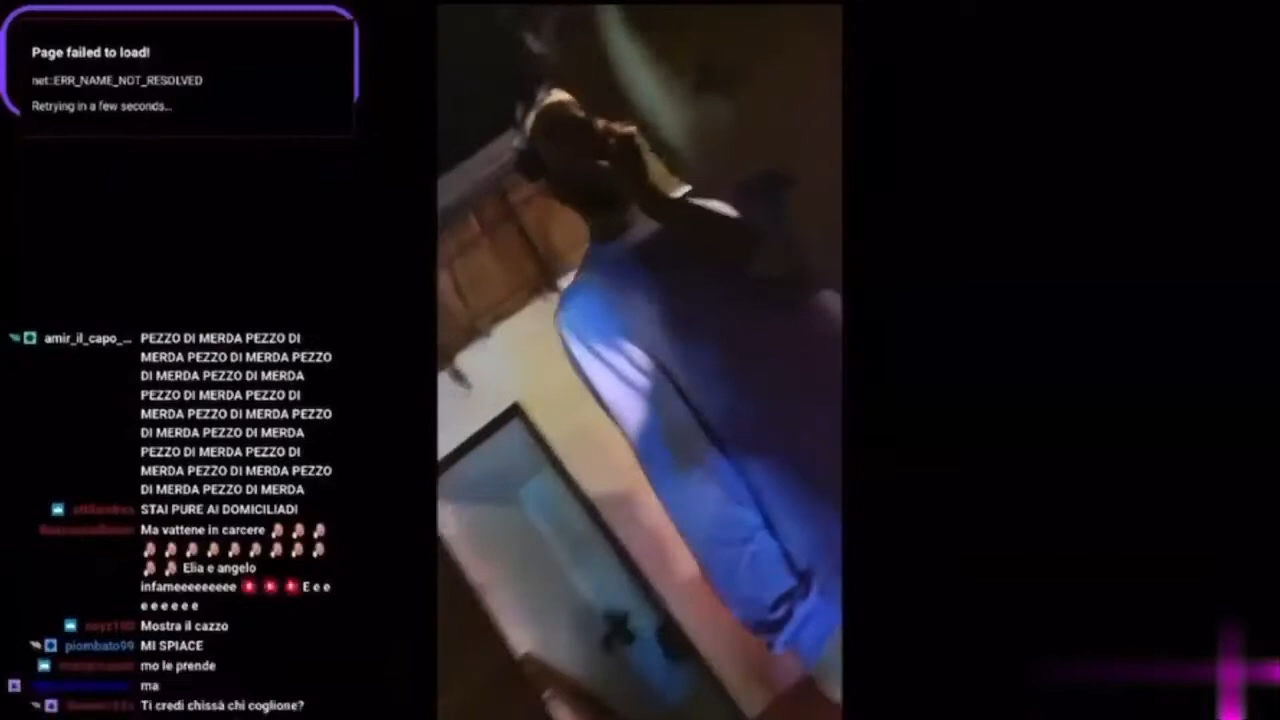 Page failed to load!
net::ERR_NAME_NOT_RESOLVED
Retrying in a few seconds...
amir_il_capo_... PEZZO DI MERDA PEZZO DI
MERDA PEZZO DI MERDA PEZZO
DI MERDA PEZZO DI MERDA
PEZZO DI MERDA PEZZO DI
MERDA PEZZO DI MERDA PEZZO
DI MERDA PEZZO DI MERDA
PEZZO DI MERDA PEZZO DI
MERDA PEZZO DI MERDA PEZZO
DI MERDA PEZZO DI MERDA
STAI PURE AI DOMICILIADI
Ma vattene in carcere
Elia e angelo
infameeeeeeeee E e e
e e e e e e
Mostra il cazzo
piombato99 MI SPIACE
mo le prende
ma
Ti credi chissà chi coglione?